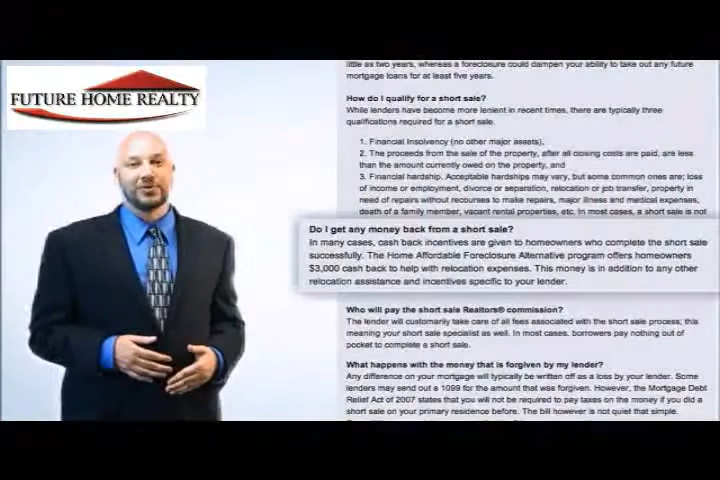 FUTURE HOME REALTY
little as two years, whereas a foreclosure could dampen your ability to take out any future
mortgage loans for at least five years.
How do I qualify for a short sale?
While lenders have become more lenient in recent times, there are typically three
qualifications required for a short sale.
1. Financial Insolvency (no other major assets),
2. The proceeds from the sale of the property, after all closing costs are paid, are less
than the amount currently owed on the property, and
3. Financial hardship. Acceptable hardships may vary, but some common ones are; loss
of income or employment, divorce or separation, relocation or job transfer, property in
need of repairs without recourses to make repairs, major illness and medical expenses,
death of a family member, vacant rental properties, etc. In most cases, a short sale is not
Do I get any money back from a short sale?
In many cases, cash back incentives are given to homeowners who complete the short sale
successfully. The Home Affordable Foreclosure Alternative program offers homeowners
$3,000 cash back to help with relocation expenses. This money is in addition to any other
relocation assistance and incentives specific to your lender.
Who will pay the short sale Realtors® commission?
The lender will customarily take care of all fees associated with the short sale process; this
meaning your short sale specialist as well. In most cases, borrowers pay nothing out of
pocket to complete a short sale.
What happens with the money that is forgiven by my lender?
Any difference on your mortgage will typically be written off as a loss by your lender. Some
lenders may send out a 1099 for the amount that was forgiven. However, the Mortgage Debt
Relief Act of 2007 states that you will not be required to pay taxes on the money if you did a
short sale on your primary residence before. The bill however is not quiet that simple.